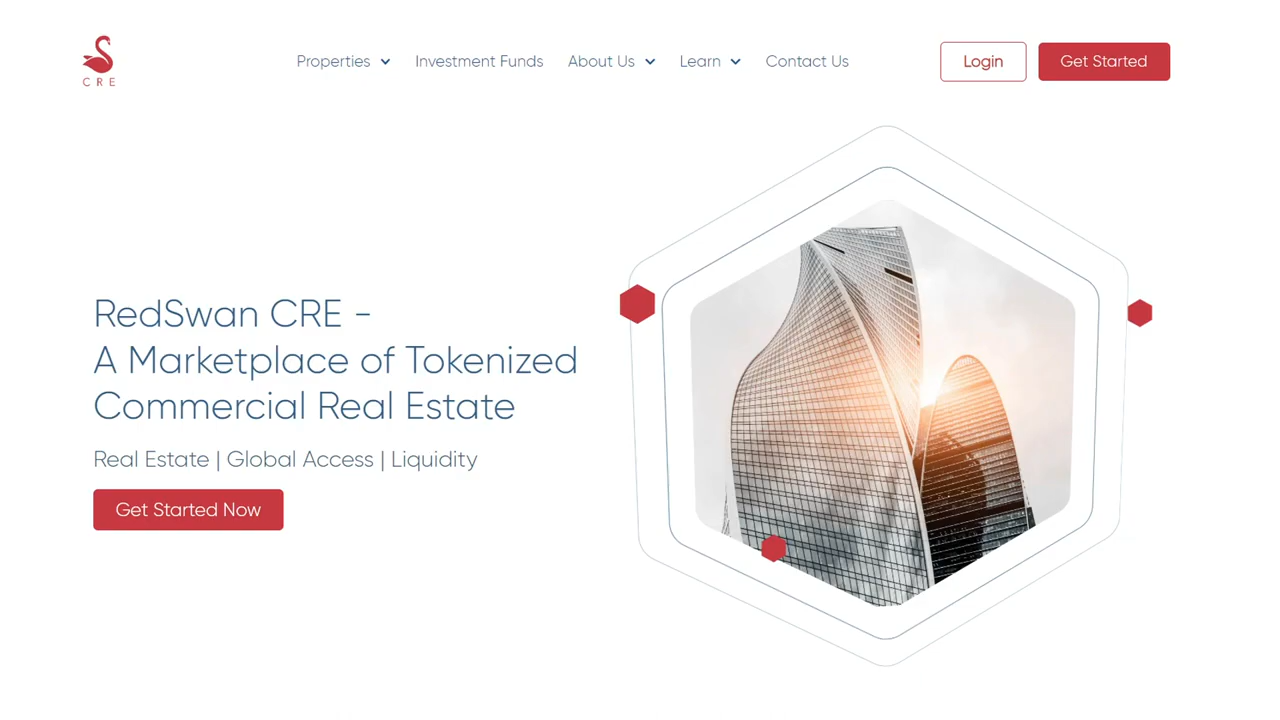 CRE
Properties
Investment Funds
About Us
Learn
Contact Us
Login
Get Started
RedSwan CRE -
A Marketplace of Tokenized
Commercial Real Estate
Real Estate | Global Access | Liquidity
Get Started Now